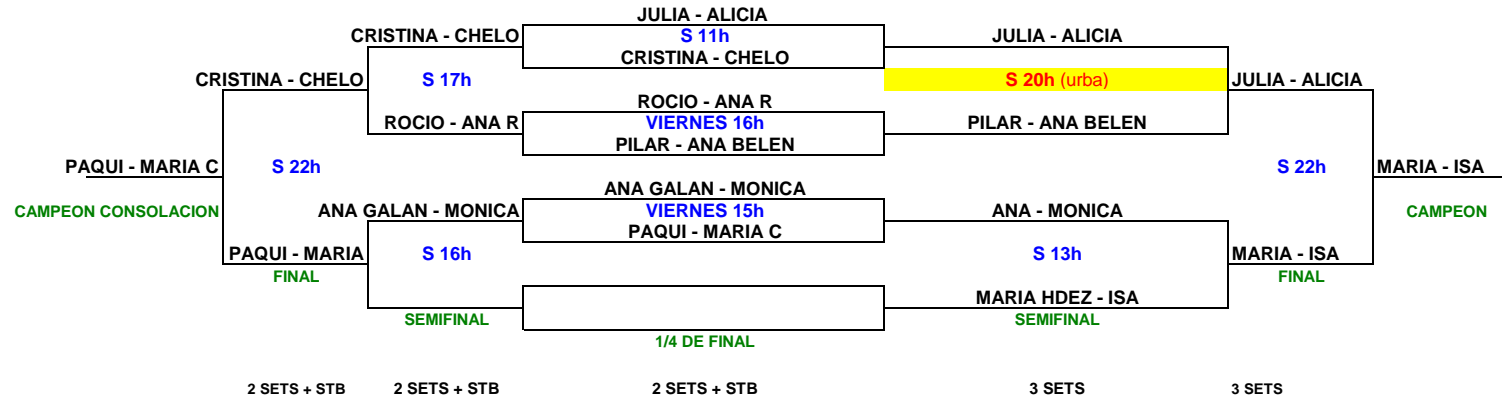 JULIA - ALICIA
CRISTINA - CHELO S 11h JULIA - ALICIA
CRISTINA - CHELO
CRISTINA - CHELO S 17h S 20h (urba) JULIA - ALICIA
ROCIO - ANA R
ROCIO - ANA R VIERNES 16h PILAR - ANA BELEN
PILAR - ANA BELEN
PAQUI - MARIA C S 22h S 22h MARIA - ISA
ANA GALAN - MONICA
CAMPEON CONSOLACION ANA GALAN - MONICA VIERNES 15h ANA - MONICA CAMPEON
PAQUI - MARIA C
PAQUI - MARIA S 16h S 13h MARIA - ISA
FINAL FINAL
MARIA HDEZ - ISA
SEMIFINAL SEMIFINAL
1/4 DE FINAL
2 SETS + STB 2 SETS + STB 2 SETS + STB 3 SETS 3 SETS